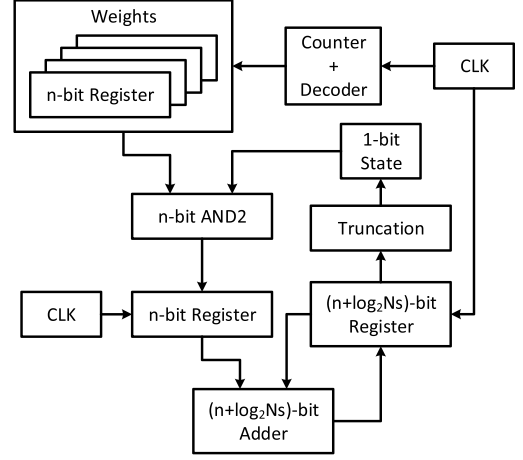 Weights
n-bit Register
Counter
+
Decoder
CLK
1-bit
State
n-bit AND2
Truncation
CLK
n-bit Register
(n+log₂Ns)-bit
Register
(n+log₂Ns)-bit
Adder